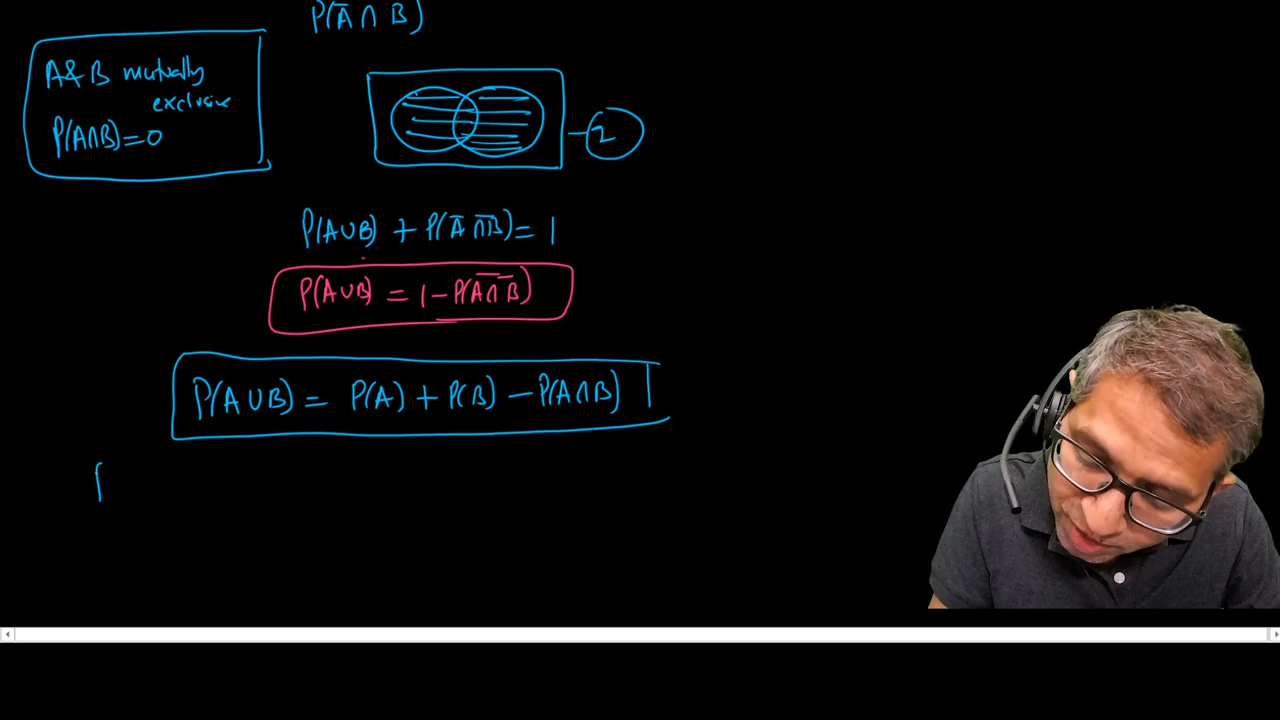 P(A̅ ∩ B)
A&B mutually
exclusive
P(A∩B)=0
2
P(A∪B) + P(A̅ ∩ B̅) = 1
P(A∪B) = 1 - P(A̅ ∩ B̅)
P(A∪B) = P(A) + P(B) - P(A∩B)